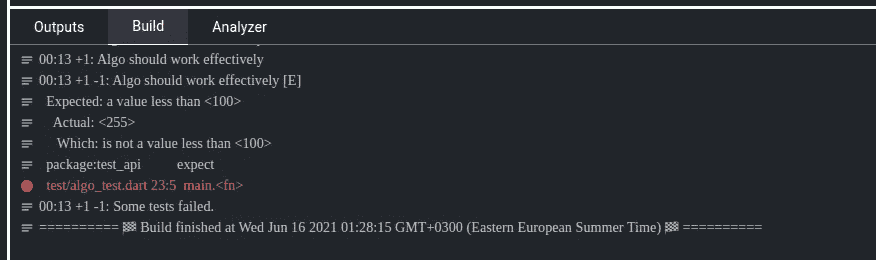 Outputs Build Analyzer
00:13 +1: Algo should work effectively
00:13 +1 -1: Algo should work effectively [E]
Expected: a value less than <100>
Actual: <255>
Which: is not a value less than <100>
package:test_api expect
test/algo_test.dart 23:5 main.<fn>
00:13 +1 -1: Some tests failed.
========== 🏁 Build finished at Wed Jun 16 2021 01:28:15 GMT+0300 (Eastern European Summer Time) 🏁 ==========